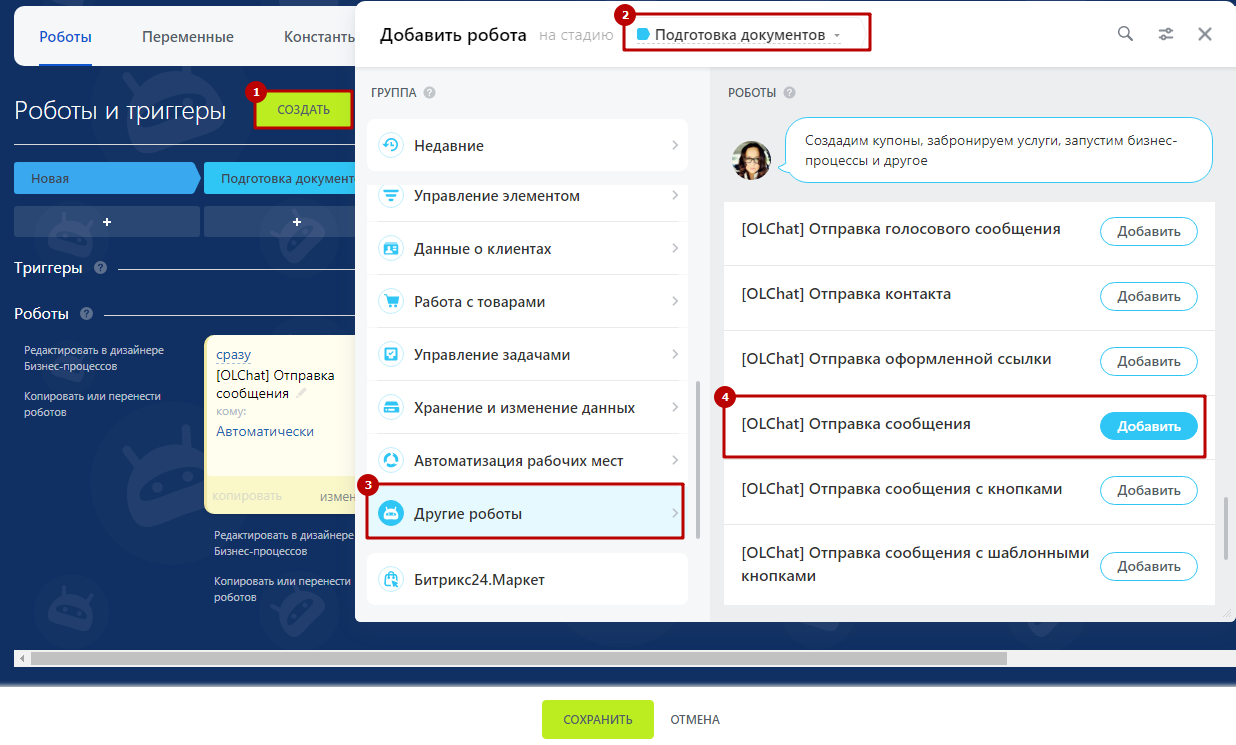 Роботы
Переменные
Константы
Роботы и триггеры
1
СОЗДАТЬ
Новая
Подготовка документ
+
+
Триггеры ?
Роботы ?
Редактировать в дизайнере
Бизнес-процессов
Копировать или перенести
роботов
сразу
[OLChat] Отправка
сообщения
кому:
Автоматически
копировать
измен
Редактировать в дизайнере
Бизнес-процессов
Копировать или перенести
роботов
Добавить робота
на стадию
2
Подготовка документов
ГРУППА ?
Недавние
Управление элементом
Данные о клиентах
Работа с товарами
Управление задачами
Хранение и изменение данных
Автоматизация рабочих мест
3
Другие роботы
Битрикс24.Маркет
РОБОТЫ ?
Создадим купоны, забронируем услуги, запустим бизнес-
процессы и другое
[OLChat] Отправка голосового сообщения
Добавить
[OLChat] Отправка контакта
Добавить
[OLChat] Отправка оформленной ссылки
Добавить
4
[OLChat] Отправка сообщения
Добавить
[OLChat] Отправка сообщения с кнопками
Добавить
[OLChat] Отправка сообщения с шаблонными
кнопками
Добавить
СОХРАНИТЬ
ОТМЕНА